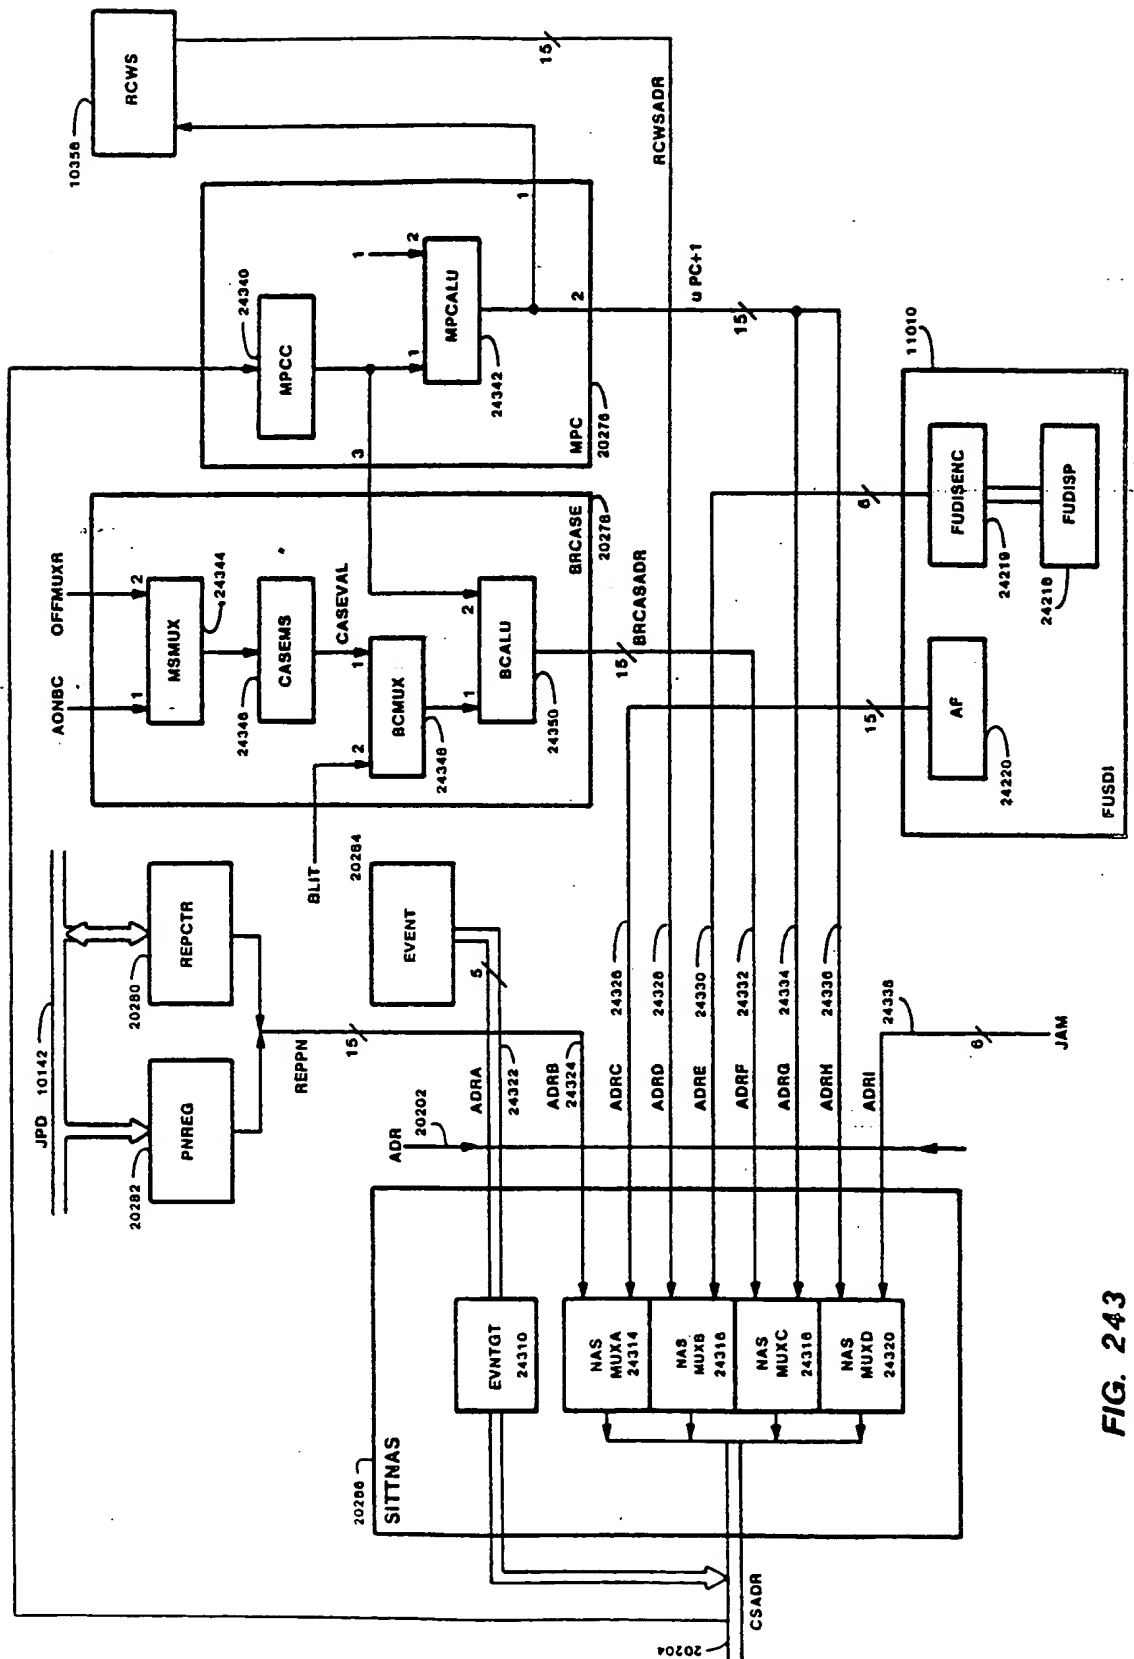 RCWS
10358
15
RCWSADR
24340
MPCC
1
2
1
MPCALU
24342
1
2
3
MPC
20276
u PC+1
15
OFFMUXR
AONBC
1
2
MSMUX
24344
CASEMS
24346
CASEVAL
1
2
BCMUX
24348
BLIT
2
1
BCALU
24350
BRCASE
20278
15
BRCASADR
11010
FUDISENC
24219
FUDISP
24218
6
AF
24220
15
FUSDI
JPD 10142
REPCTR
20280
PNREG
20282
REPPN
15
EVENT
20284
5
ADRA
24322
ADRB
24324
ADRC
24326
ADRD
24328
ADRE
24330
ADRF
24332
ADRG
24334
ADRH
24336
ADRI
24338
6
JAM
ADR
20202
20286
SITTNAS
EVNTGT
24310
NAS
MUXA
24314
NAS
MUXB
24316
NAS
MUXC
24318
NAS
MUXD
24320
20204
CSADR
FIG. 243